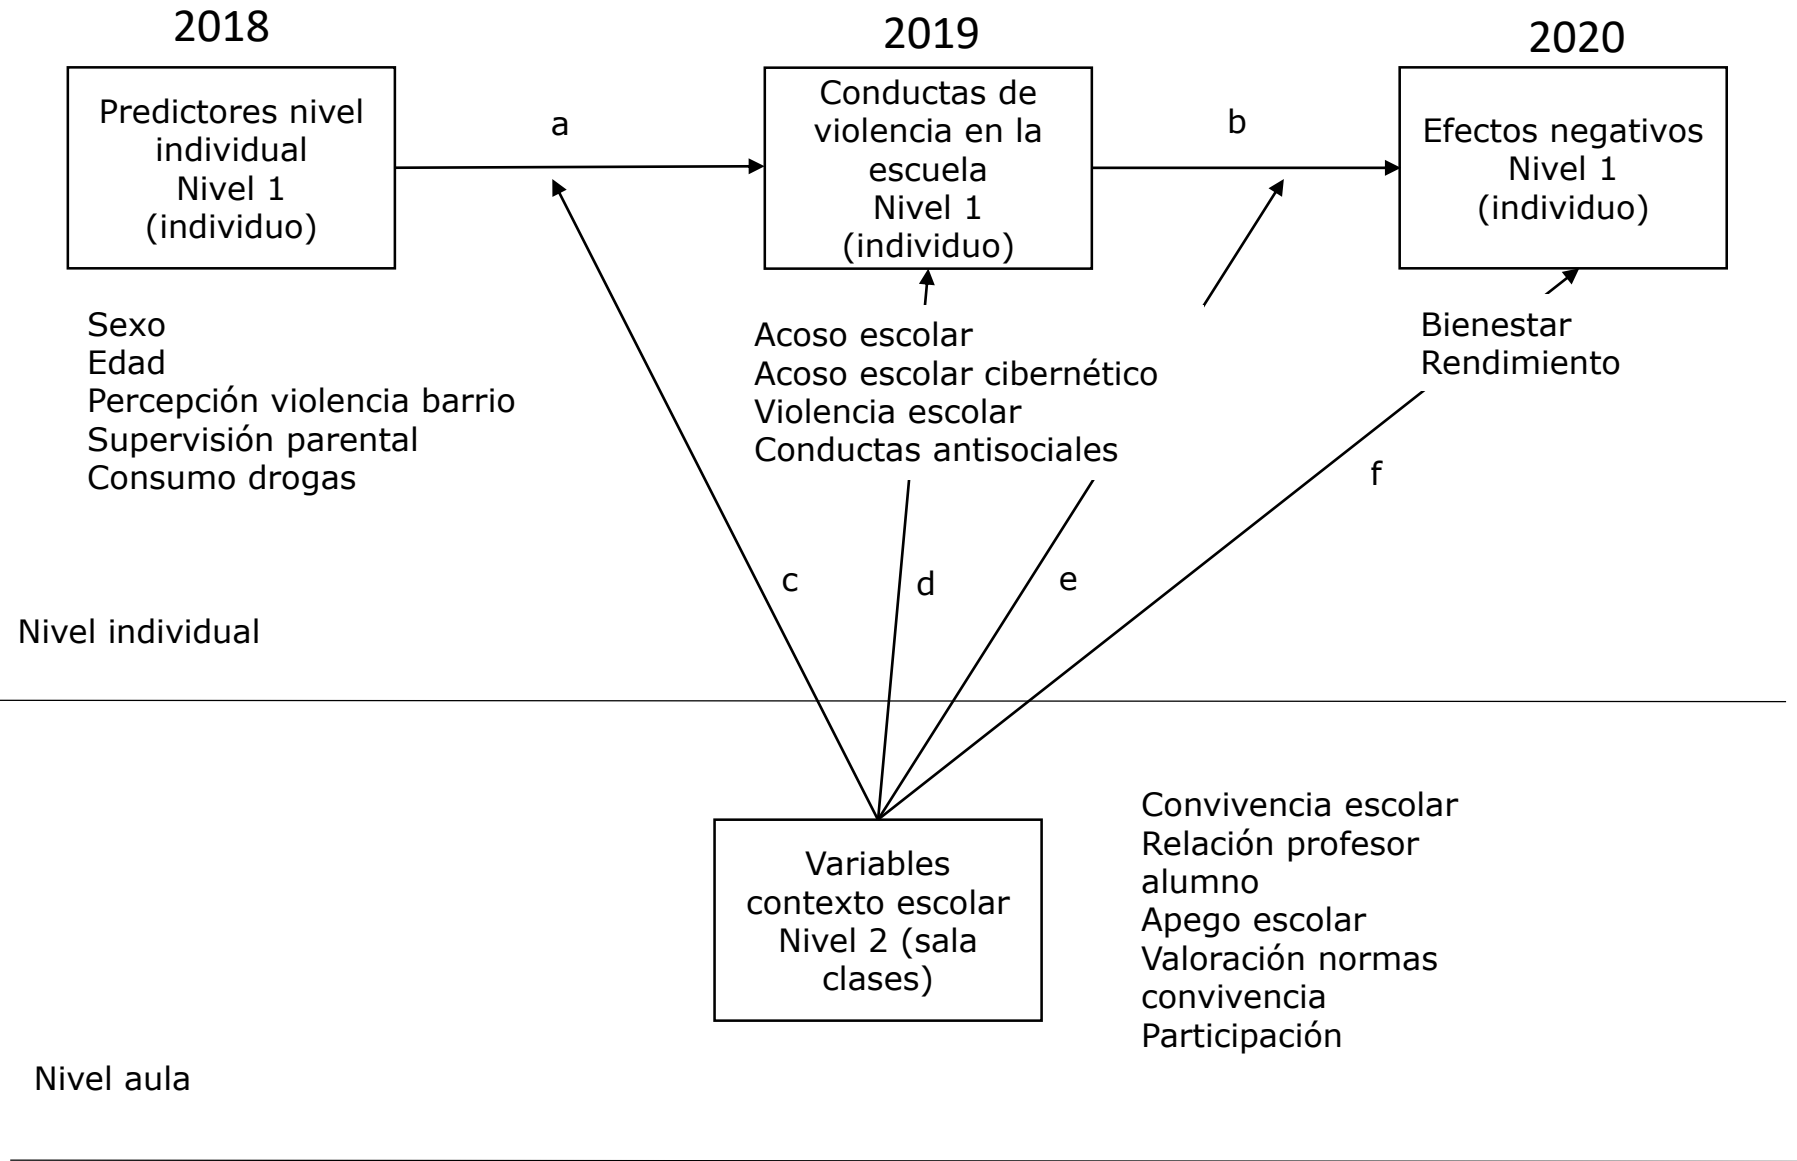 2018
2019
2020
Predictores nivel
individual
Nivel 1
(individuo)
a
Conductas de
violencia en la
escuela
Nivel 1
(individuo)
b
Efectos negativos
Nivel 1
(individuo)
Sexo
Edad
Percepción violencia barrio
Supervisión parental
Consumo drogas
Acoso escolar
Acoso escolar cibernético
Violencia escolar
Conductas antisociales
Bienestar
Rendimiento
c
d
e
f
Nivel individual
Variables
contexto escolar
Nivel 2 (sala
clases)
Convivencia escolar
Relación profesor
alumno
Apego escolar
Valoración normas
convivencia
Participación
Nivel aula